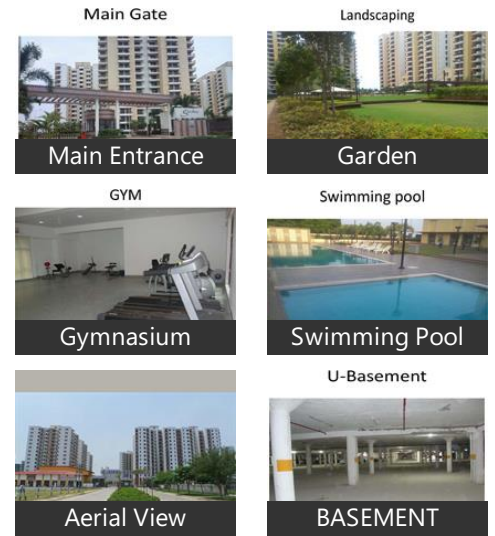 Main Gate
Landscaping
Main Entrance
Garden
GYM
Swimming pool
Gymnasium
Swimming Pool
U-Basement
Aerial View
BASEMENT